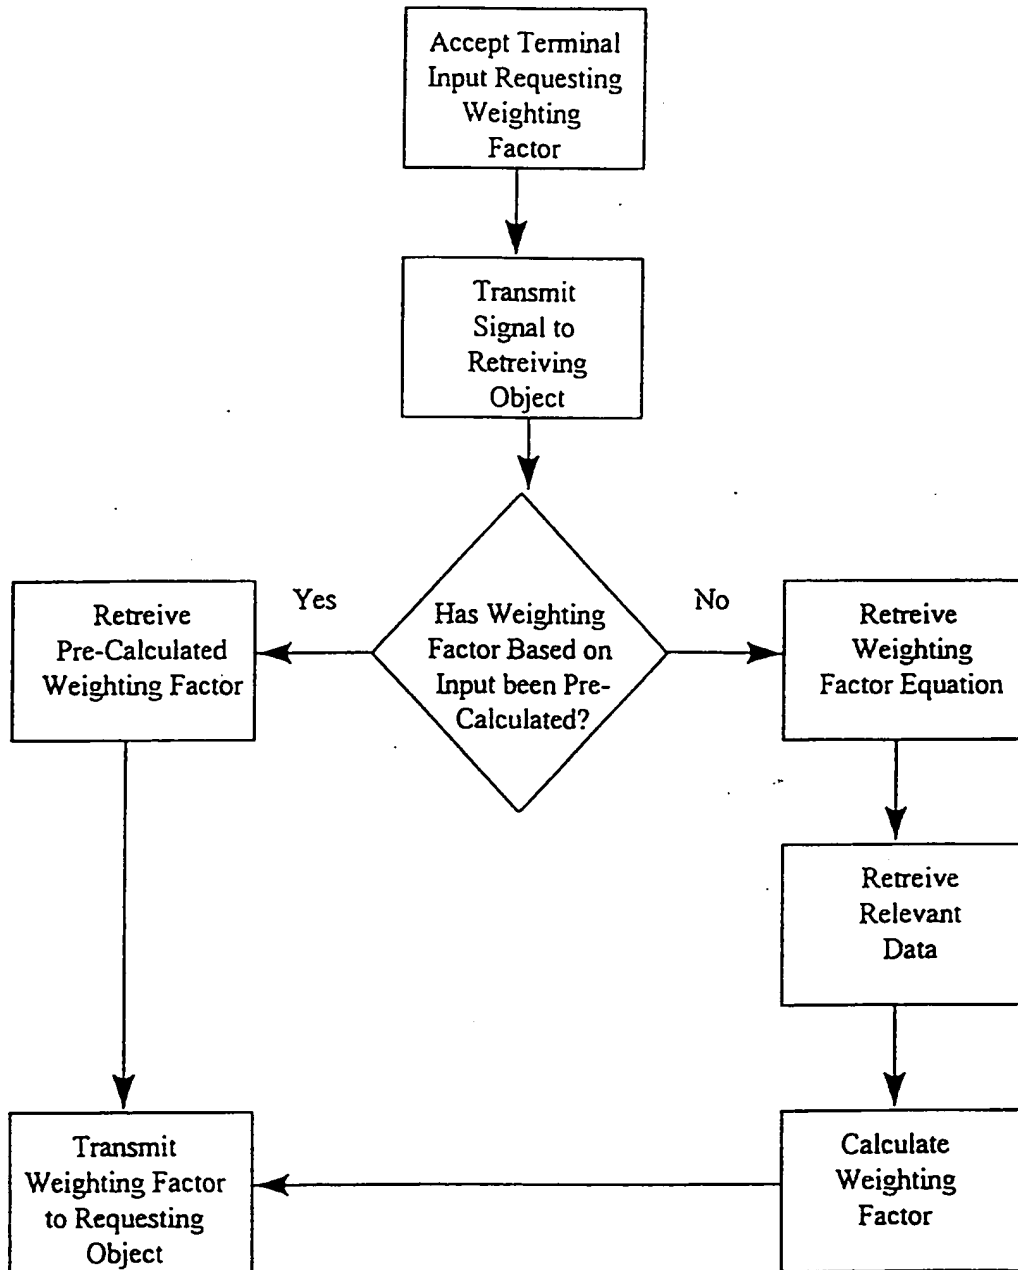 Accept Terminal
Input Requesting
Weighting
Factor
Transmit
Signal to
Retreiving
Object
Yes
No
Retreive
Pre-Calculated
Weighting Factor
Has Weighting
Factor Based on
Input been Pre-
Calculated?
Retreive
Weighting
Factor Equation
Retreive
Relevant
Data
Transmit
Weighting Factor
to Requesting
Object
Calculate
Weighting
Factor